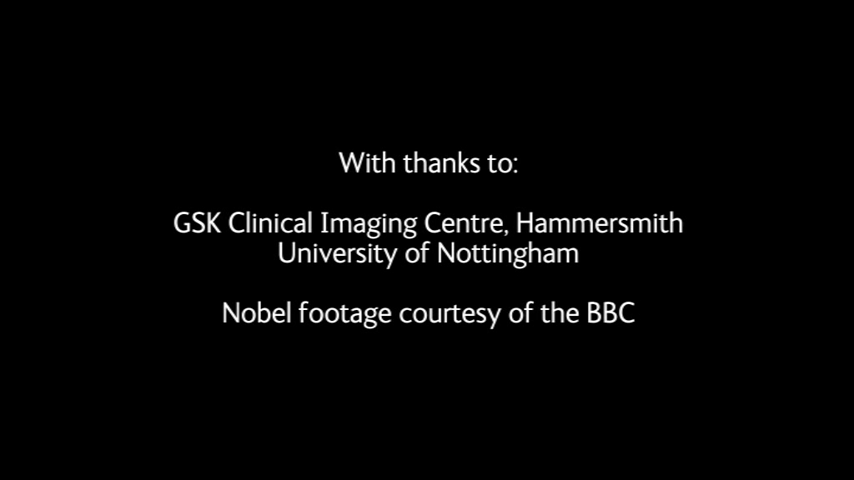 With thanks to:
GSK Clinical Imaging Centre, Hammersmith
University of Nottingham
Nobel footage courtesy of the BBC